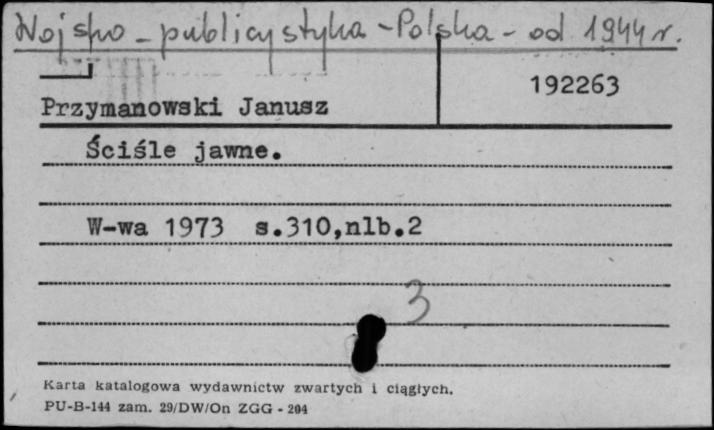 Wojsko - publicystyka - Polska - od 1944 r.
192263
Przymanowski Janusz
Ściśle jawne.
W-wa 1973 s.310,nlb.2
3
Karta katalogowa wydawnictw zwartych i ciągłych.
PU-B-144 zam. 29/DW/On ZGG - 204